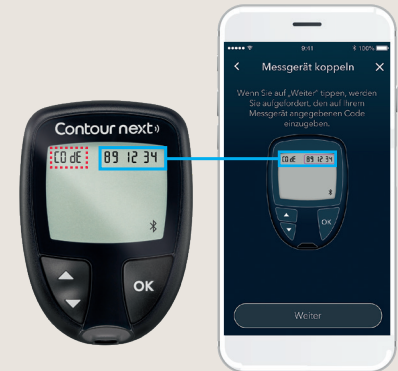 Contour next
COdE 89 12 34
OK
9:41
100%
Messgerät koppeln
Wenn Sie auf „Weiter" tippen, werden
Sie aufgefordert, den auf Ihrem
Messgerät angegebenen Code
einzugeben.
COdE 89 12 34
OK
Weiter